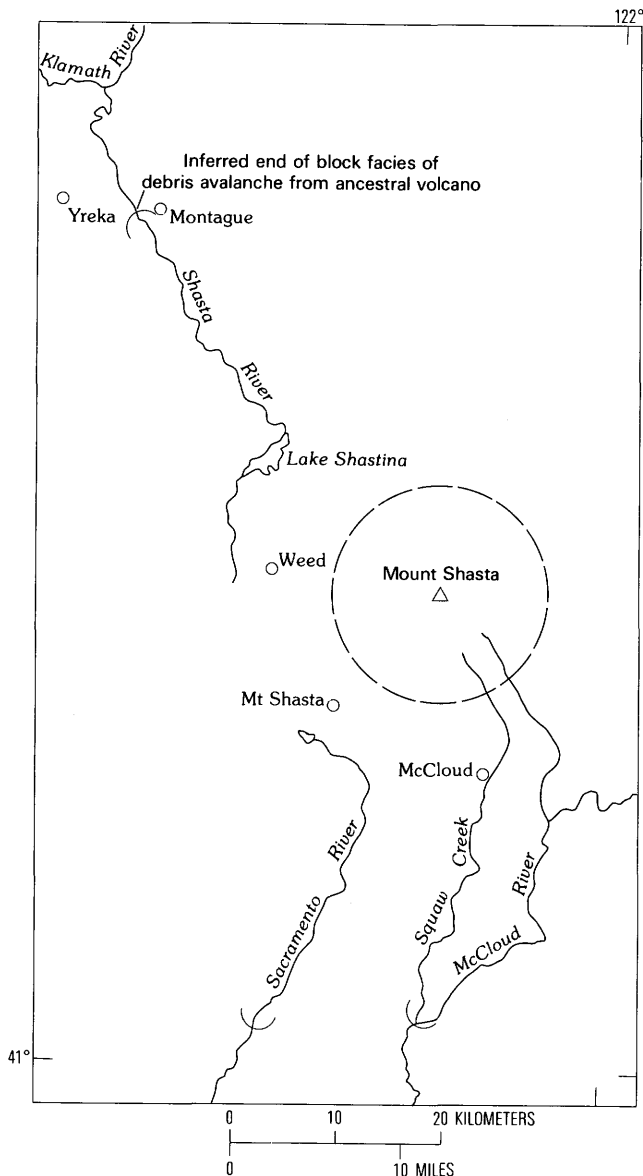 122°
Klamath River
Inferred end of block facies of
debris avalanche from ancestral volcano
Yreka
Montague
Shasta River
Lake Shastina
Weed
Mount Shasta
Mt Shasta
McCloud
Sacramento River
Squaw Creek
McCloud River
41°
0 10 20 KILOMETERS
0 10 MILES